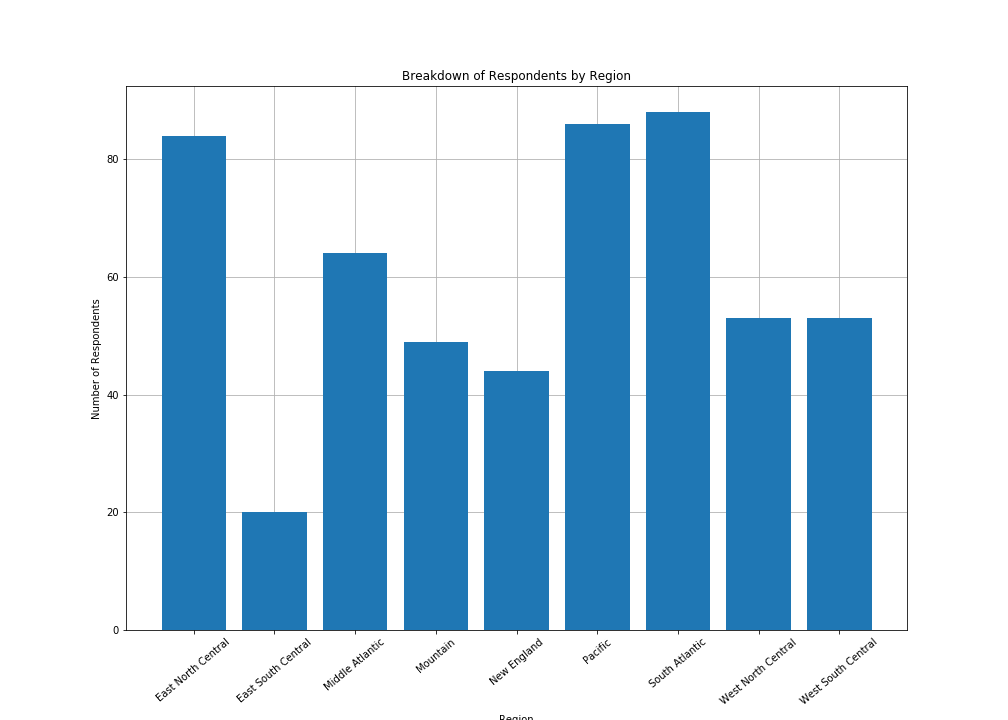 Breakdown of Respondents by Region
Number of Respondents
80
60
40
20
0
East North Central
East South Central
Middle Atlantic
Mountain
New England
Pacific
South Atlantic
West North Central
West South Central
Region